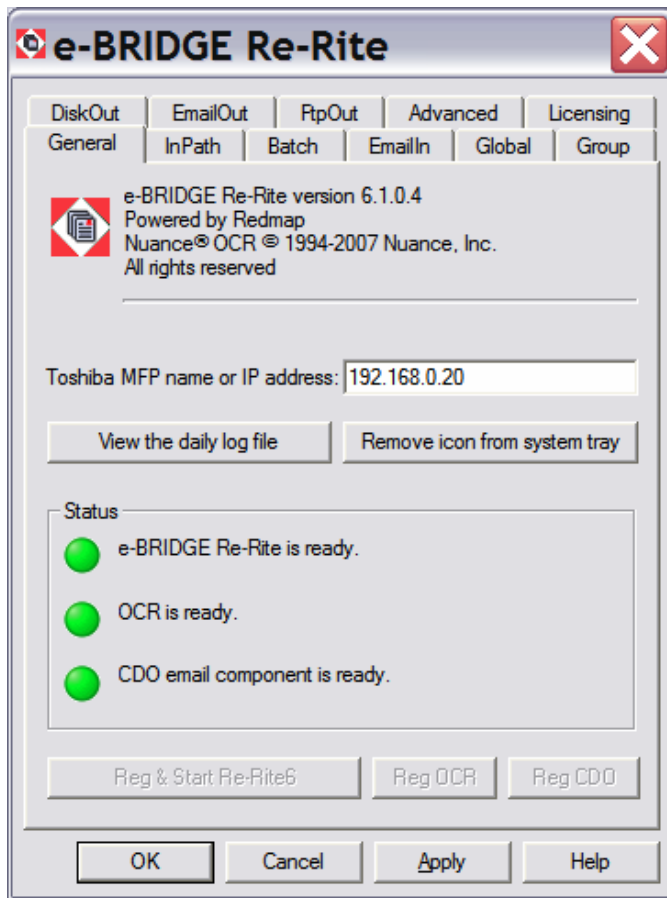 e-BRIDGE Re-Rite
DiskOut EmailOut FtpOut Advanced Licensing
General InPath Batch EmailIn Global Group
e-BRIDGE Re-Rite version 6.1.0.4
Powered by Redmap
Nuance® OCR © 1994-2007 Nuance, Inc.
All rights reserved
Toshiba MFP name or IP address: 192.168.0.20
View the daily log file Remove icon from system tray
Status
e-BRIDGE Re-Rite is ready.
OCR is ready.
CDO email component is ready.
Reg & Start Re-Rite6 Reg OCR Reg CDO
OK Cancel Apply Help